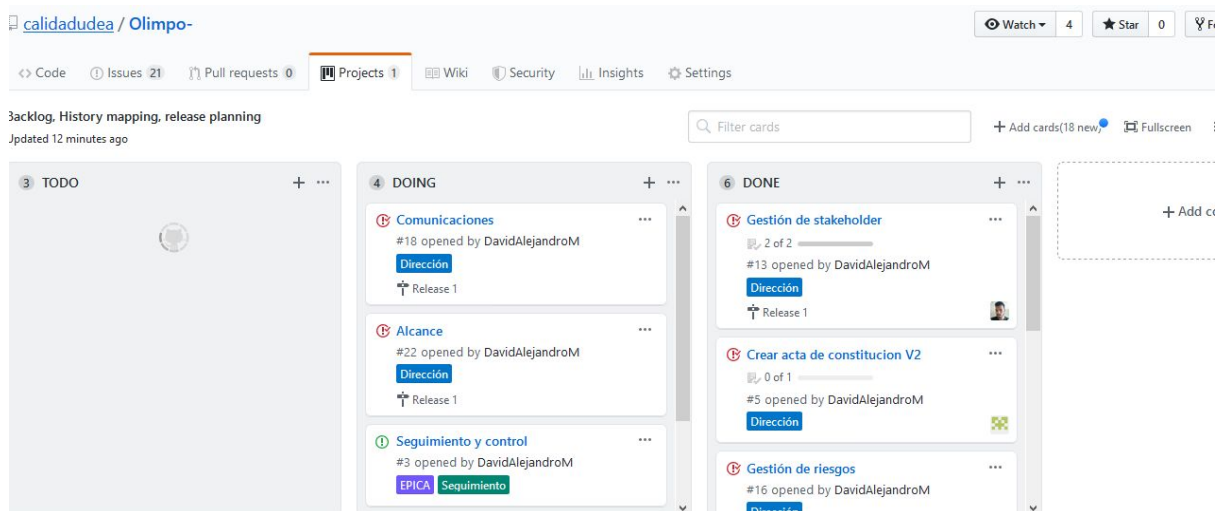 calidadudea / Olimpo-
Watch 4 Star 0
Code Issues 21 Pull requests 0 Projects 1 Wiki Security Insights Settings
Backlog, History mapping, release planning
Updated 12 minutes ago
Filter cards
Add cards(18 new) Fullscreen
3 TODO
4 DOING
Comunicaciones
#18 opened by DavidAlejandroM
Dirección
Release 1
Alcance
#22 opened by DavidAlejandroM
Dirección
Release 1
Seguimiento y control
#3 opened by DavidAlejandroM
EPICA Seguimiento
6 DONE
Gestión de stakeholder
2 of 2
#13 opened by DavidAlejandroM
Dirección
Release 1
Crear acta de constitucion V2
0 of 1
#5 opened by DavidAlejandroM
Dirección
Gestión de riesgos
#16 opened by DavidAlejandroM
Dirección
+ Add co